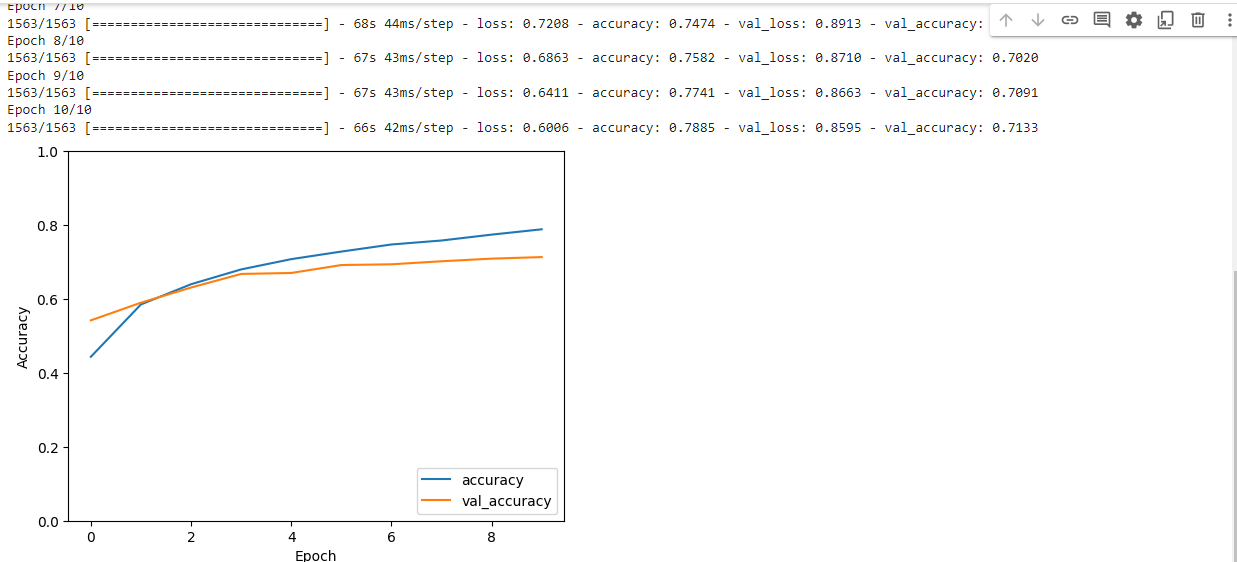 Epoch 7/10
1563/1563 [==============================] - 68s 44ms/step - loss: 0.7208 - accuracy: 0.7474 - val_loss: 0.8913 - val_accuracy:
Epoch 8/10
1563/1563 [==============================] - 67s 43ms/step - loss: 0.6863 - accuracy: 0.7582 - val_loss: 0.8710 - val_accuracy: 0.7020
Epoch 9/10
1563/1563 [==============================] - 67s 43ms/step - loss: 0.6411 - accuracy: 0.7741 - val_loss: 0.8663 - val_accuracy: 0.7091
Epoch 10/10
1563/1563 [==============================] - 66s 42ms/step - loss: 0.6006 - accuracy: 0.7885 - val_loss: 0.8595 - val_accuracy: 0.7133
1.0
0.8
0.6
0.4
0.2
0.0
Accuracy
accuracy
val_accuracy
0 2 4 6 8
Epoch